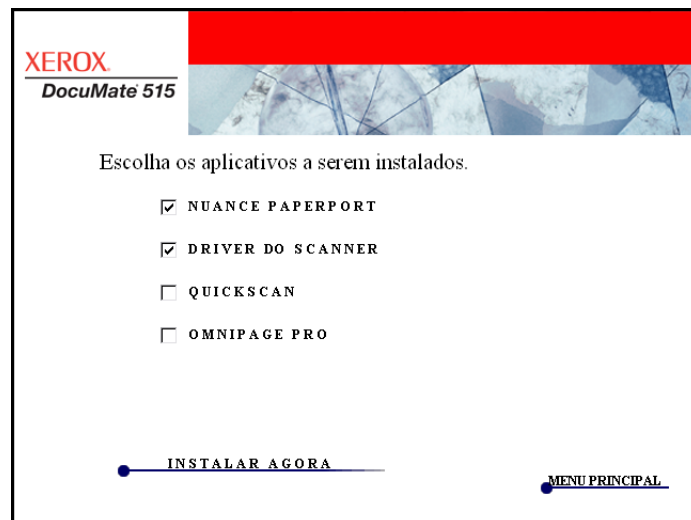 XEROX.
DocuMate 515
Escolha os aplicativos a serem instalados.
NUANCE PAPERPORT
DRIVER DO SCANNER
QUICKSCAN
OMNIPAGE PRO
INSTALAR AGORA
MENU PRINCIPAL